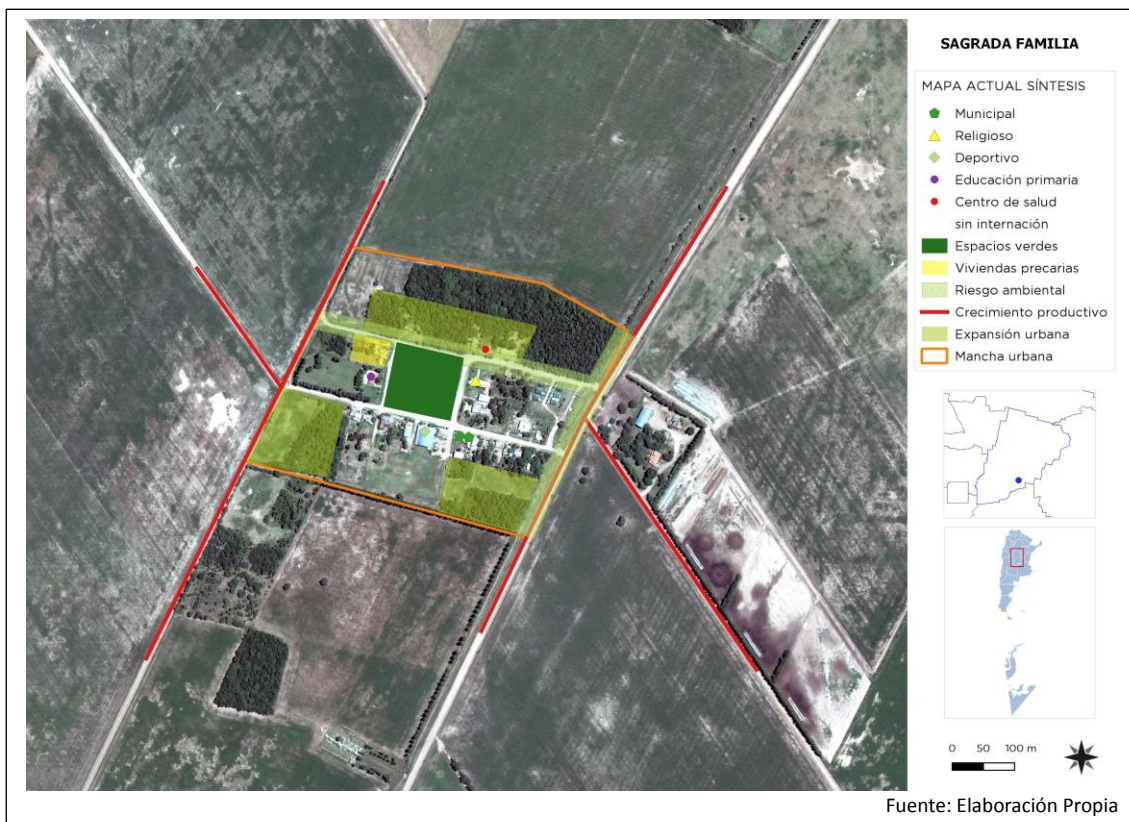 SAGRADA FAMILIA
MAPA ACTUAL SÍNTESIS
Municipal
Religioso
Deportivo
Educación primaria
Centro de salud
sin internación
Espacios verdes
Viviendas precarias
Riesgo ambiental
Crecimiento productivo
Expansión urbana
Mancha urbana
0 50 100 m
Fuente: Elaboración Propia